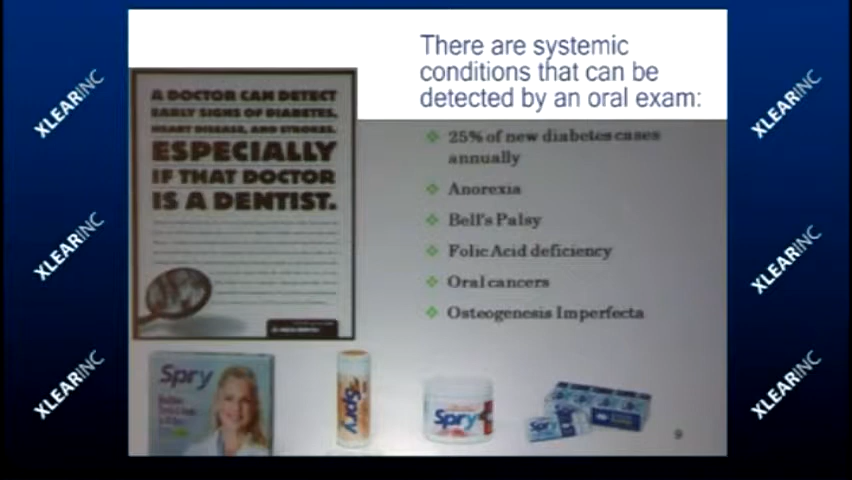 There are systemic
conditions that can be
detected by an oral exam:
A DOCTOR CAN DETECT
EARLY SIGNS OF DIABETES,
HEART DISEASE, AND STROKES.
ESPECIALLY
IF THAT DOCTOR
IS A DENTIST.
25% of new diabetes cases
annually
Anorexia
Bell's Palsy
Folic Acid deficiency
Oral cancers
Osteogenesis Imperfecta
Spry
Spry
Spry
Spry
9
XLEARINC
XLEARINC
XLEARINC
XLEARINC
XLEARINC
XLEARINC